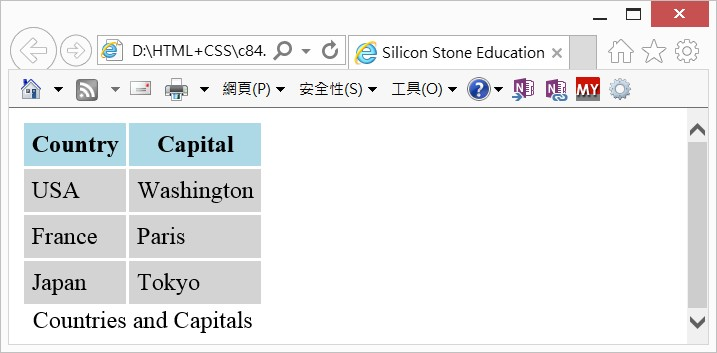 D:\HTML+CSS\c84.
Silicon Stone Education
網頁(P) 安全性(S) 工具(O) ? N N MY
Country Capital
USA Washington
France Paris
Japan Tokyo
Countries and Capitals